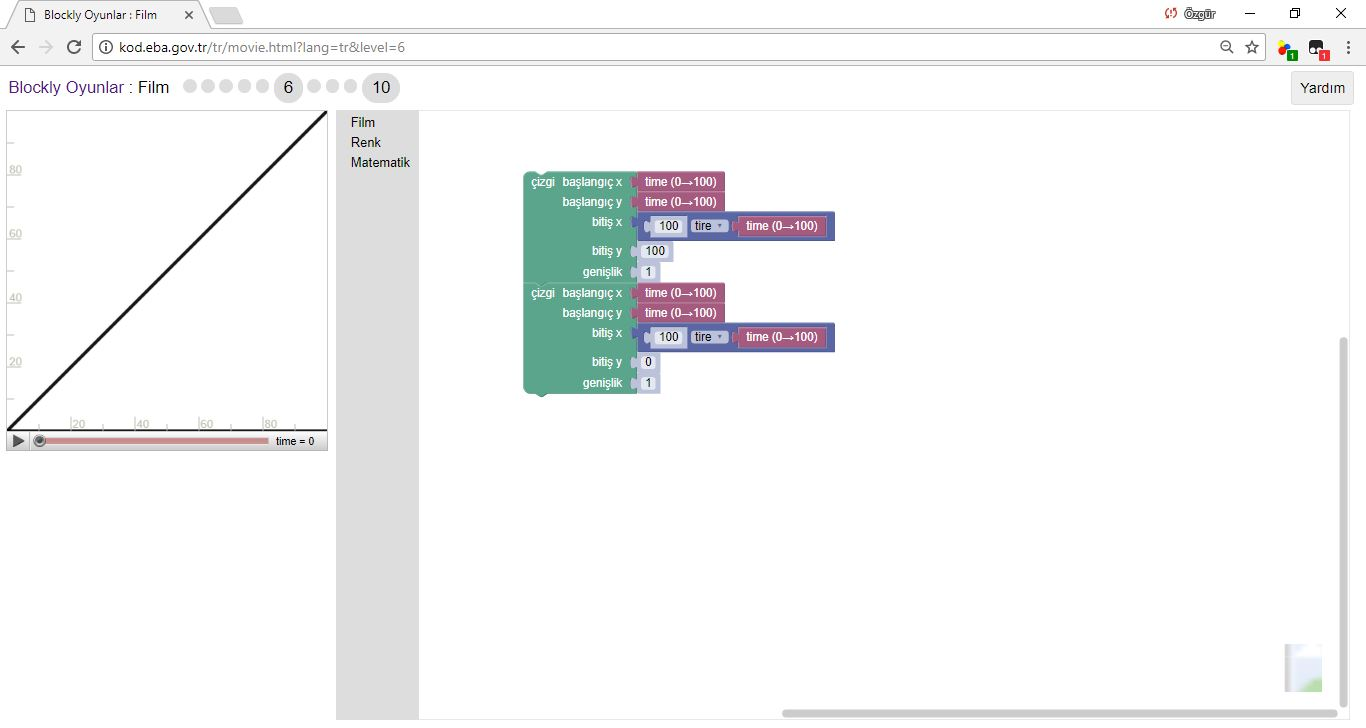 Blockly Oyunlar : Film
Özgür
kod.eba.gov.tr/tr/movie.html?lang=tr&level=6
1
1
Blockly Oyunlar : Film
6
10
Yardım
Film
Renk
Matematik
80
60
40
20
20
40
60
80
time = 0
çizgi başlangıç x time (0→100)
başlangıç y time (0→100)
bitiş x 100 tire time (0→100)
bitiş y 100
genişlik 1
çizgi başlangıç x time (0→100)
başlangıç y time (0→100)
bitiş x 100 tire time (0→100)
bitiş y 0
genişlik 1